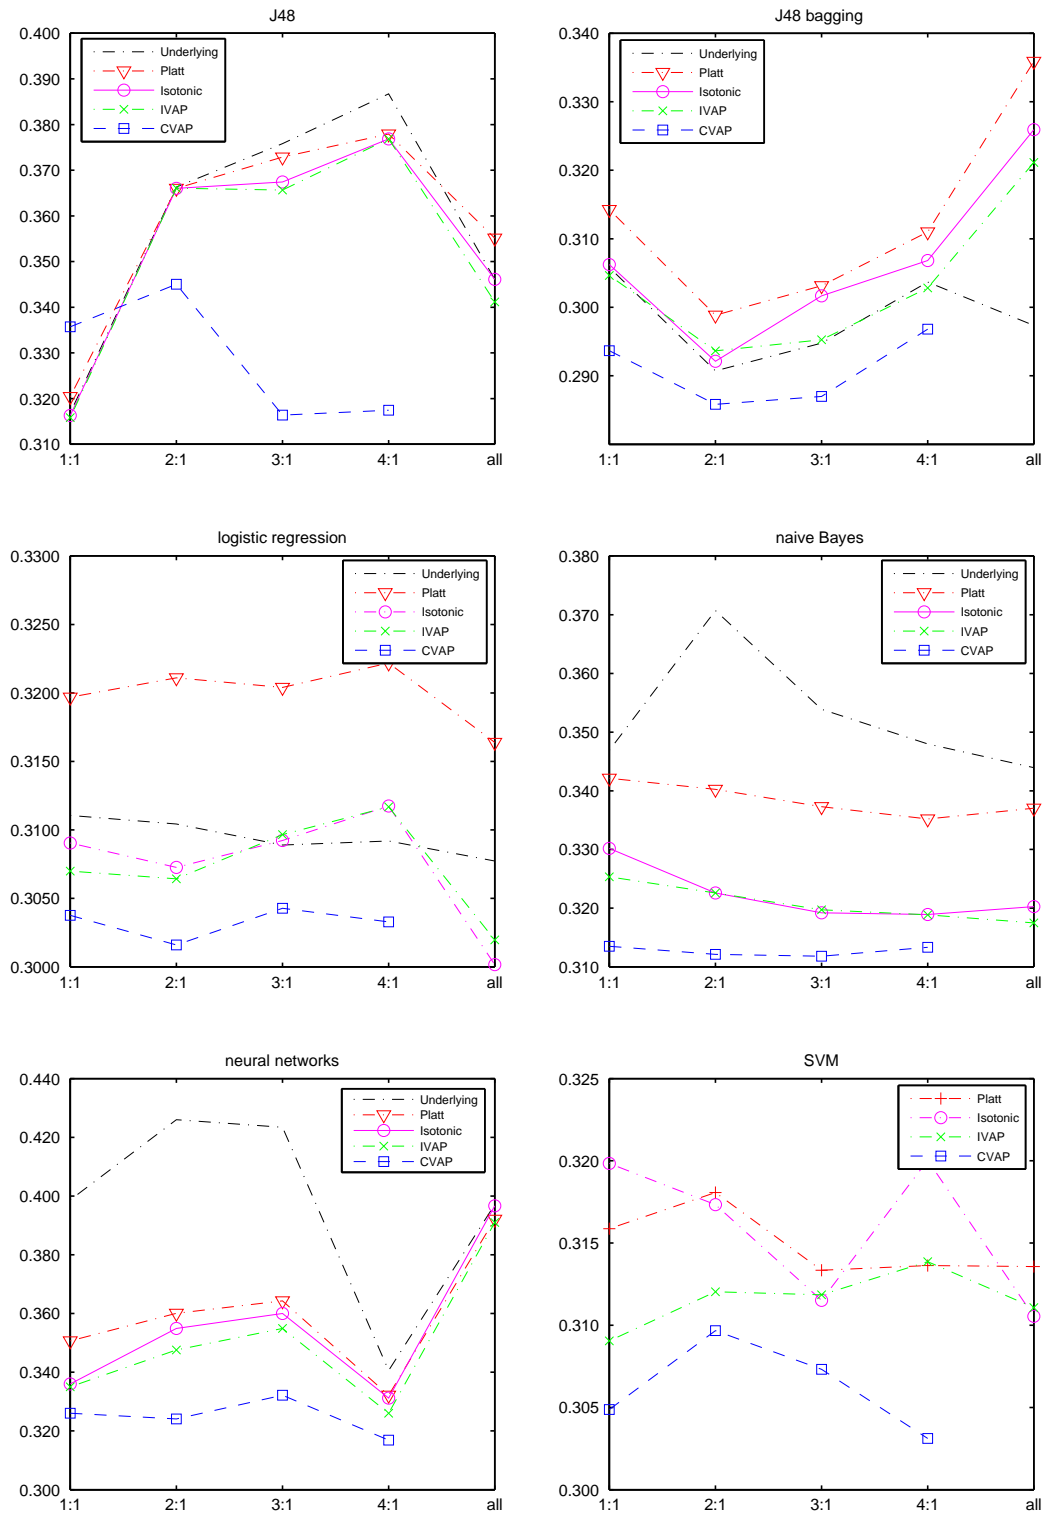 J48
0.400
0.390
0.380
0.370
0.360
0.350
0.340
0.330
0.320
0.310
1:1 2:1 3:1 4:1 all
Underlying
Platt
Isotonic
IVAP
CVAP
J48 bagging
0.340
0.330
0.320
0.310
0.300
0.290
1:1 2:1 3:1 4:1 all
Underlying
Platt
Isotonic
IVAP
CVAP
logistic regression
0.3300
0.3250
0.3200
0.3150
0.3100
0.3050
0.3000
1:1 2:1 3:1 4:1 all
Underlying
Platt
Isotonic
IVAP
CVAP
naive Bayes
0.380
0.370
0.360
0.350
0.340
0.330
0.320
0.310
1:1 2:1 3:1 4:1 all
Underlying
Platt
Isotonic
IVAP
CVAP
neural networks
0.440
0.420
0.400
0.380
0.360
0.340
0.320
0.300
1:1 2:1 3:1 4:1 all
Underlying
Platt
Isotonic
IVAP
CVAP
SVM
0.325
0.320
0.315
0.310
0.305
0.300
1:1 2:1 3:1 4:1 all
Platt
Isotonic
IVAP
CVAP